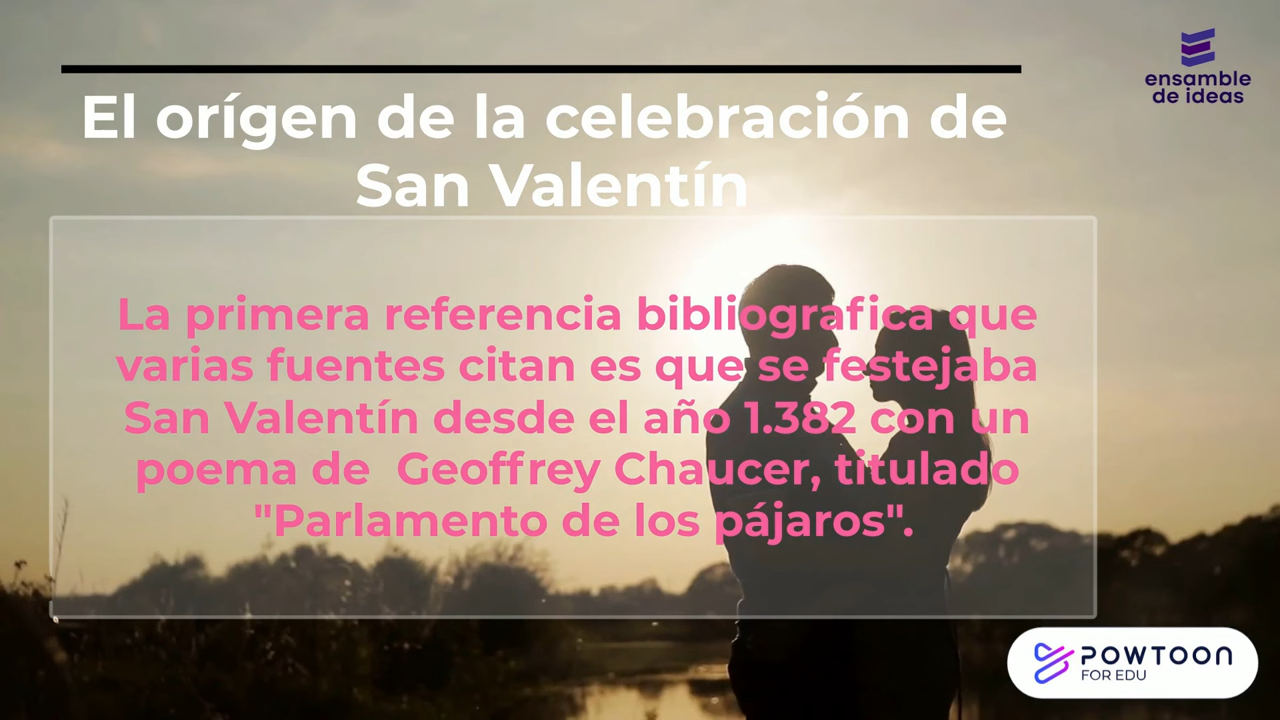 ensamble
de ideas
El orígen de la celebración de
San Valentín
La primera referencia bibliografica que
varias fuentes citan es que se festejaba
San Valentín desde el año 1.382 con un
poema de  Geoffrey Chaucer, titulado
"Parlamento de los pájaros".
POWTOON
FOR EDU